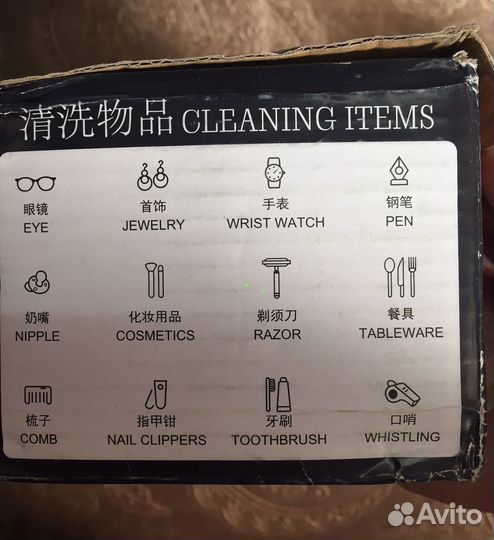 清洗物品 CLEANING ITEMS
眼镜 首饰 手表 钢笔
EYE JEWELRY WRIST WATCH PEN
奶嘴 化妆用品 剃须刀 餐具
NIPPLE COSMETICS RAZOR TABLEWARE
梳子 指甲钳 牙刷 口哨
COMB NAIL CLIPPERS TOOTHBRUSH WHISTLING
Avito